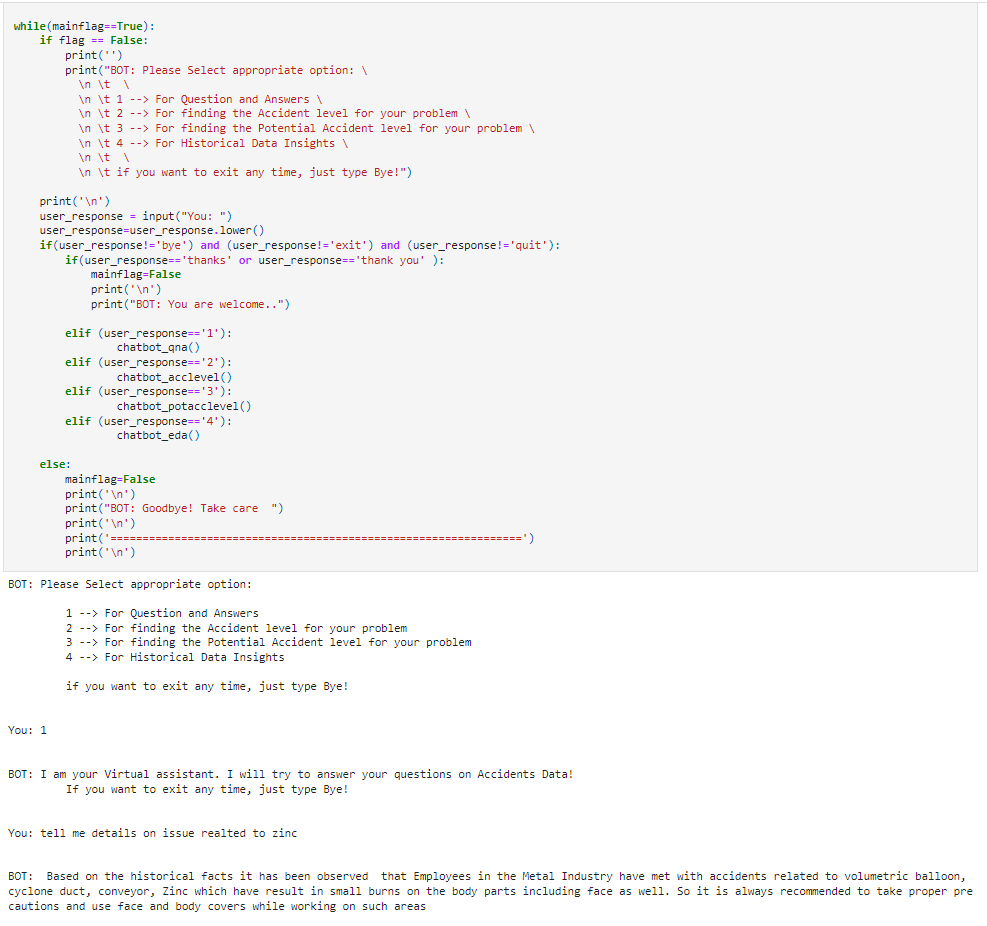 while(mainflag==True):
    if flag == False:
        print('')
        print("BOT: Please Select appropriate option: \
          \n \t  \
          \n \t 1 --> For Question and Answers \
          \n \t 2 --> For finding the Accident level for your problem \
          \n \t 3 --> For finding the Potential Accident level for your problem \
          \n \t 4 --> For Historical Data Insights \
          \n \t  \
          \n \t if you want to exit any time, just type Bye!")
    print('\n')
    user_response = input("You: ")
    user_response=user_response.lower()
    if(user_response!='bye') and (user_response!='exit') and (user_response!='quit'):
        if(user_response=='thanks' or user_response=='thank you' ):
            mainflag=False
            print('\n')
            print("BOT: You are welcome..")
        elif (user_response=='1'):
                chatbot_qna()
        elif (user_response=='2'):
                chatbot_acclevel()
        elif (user_response=='3'):
                chatbot_potacclevel()
        elif (user_response=='4'):
                chatbot_eda()
    else:
        mainflag=False
        print('\n')
        print("BOT: Goodbye! Take care  ")
        print('\n')
        print('================================================================')
        print('\n')
BOT: Please Select appropriate option:
         1 --> For Question and Answers
         2 --> For finding the Accident level for your problem
         3 --> For finding the Potential Accident level for your problem
         4 --> For Historical Data Insights
         if you want to exit any time, just type Bye!
You: 1
BOT: I am your Virtual assistant. I will try to answer your questions on Accidents Data!
         If you want to exit any time, just type Bye!
You: tell me details on issue realted to zinc
BOT:  Based on the historical facts it has been observed  that Employees in the Metal Industry have met with accidents related to volumetric balloon,
cyclone duct, conveyor, Zinc which have result in small burns on the body parts including face as well. So it is always recommended to take proper pre
cautions and use face and body covers while working on such areas